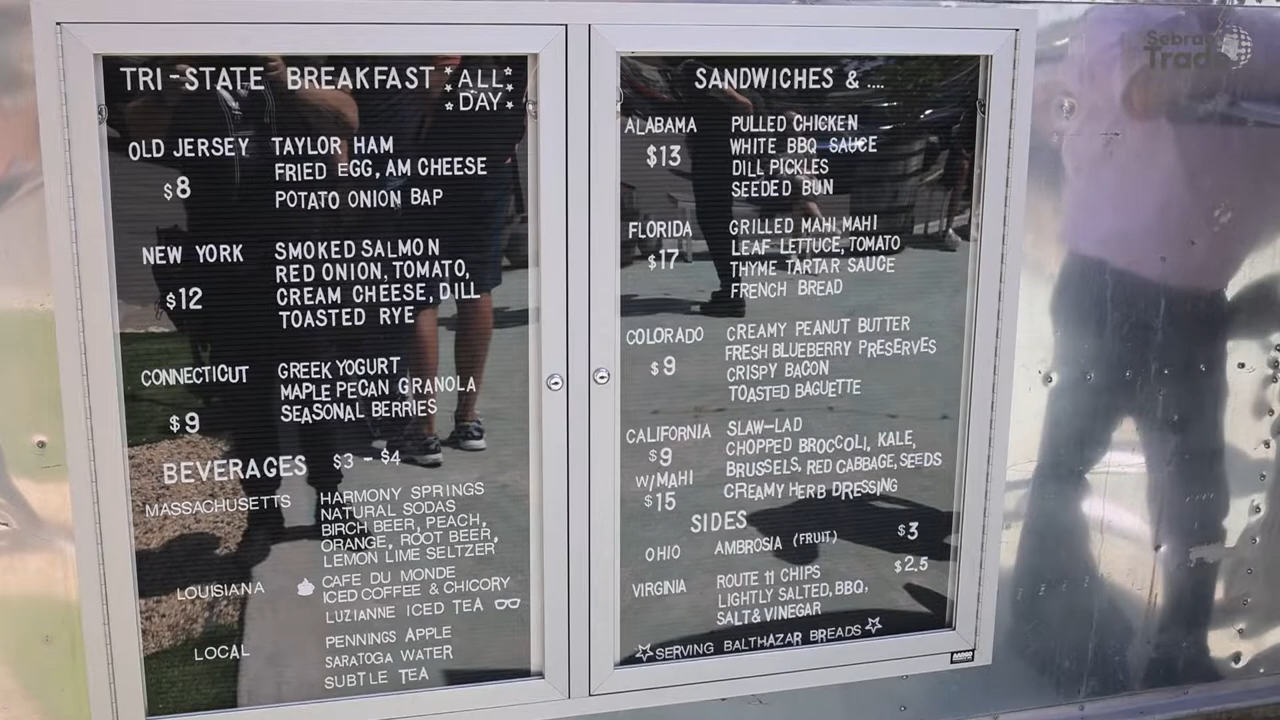 TRI-STATE BREAKFAST ALL DAY
OLD JERSEY TAYLOR HAM
FRIED EGG, AM CHEESE
$8
POTATO ONION BAP
NEW YORK SMOKED SALMON
RED ONION, TOMATO,
$12 CREAM CHEESE, DILL
TOASTED RYE
CONNECTICUT GREEK YOGURT
MAPLE PECAN GRANOLA
$9 SEASONAL BERRIES
BEVERAGES $3 - $4
MASSACHUSETTS HARMONY SPRINGS
NATURAL SODAS
BIRCH BEER, PEACH,
ORANGE, ROOT BEER,
LEMON LIME SELTZER
LOUISIANA CAFE DU MONDE
ICED COFFEE & CHICORY
LUZIANNE ICED TEA
LOCAL PENNINGS APPLE
SARATOGA WATER
SUBTLE TEA
SANDWICHES & ....
ALABAMA PULLED CHICKEN
$13 WHITE BBQ SAUCE
DILL PICKLES
SEEDED BUN
FLORIDA GRILLED MAHI MAHI
LEAF LETTUCE, TOMATO
$17 THYME TARTAR SAUCE
FRENCH BREAD
COLORADO CREAMY PEANUT BUTTER
FRESH BLUEBERRY PRESERVES
$9 CRISPY BACON
TOASTED BAGUETTE
CALIFORNIA SLAW-LAD
$9 CHOPPED BROCCOLI, KALE,
W/MAHI BRUSSELS, RED CABBAGE, SEEDS
$15 CREAMY HERB DRESSING
SIDES
OHIO AMBROSIA (FRUIT) $3
VIRGINIA ROUTE 11 CHIPS $2.5
LIGHTLY SALTED, BBQ,
SALT & VINEGAR
SERVING BALTHAZAR BREADS
Trade